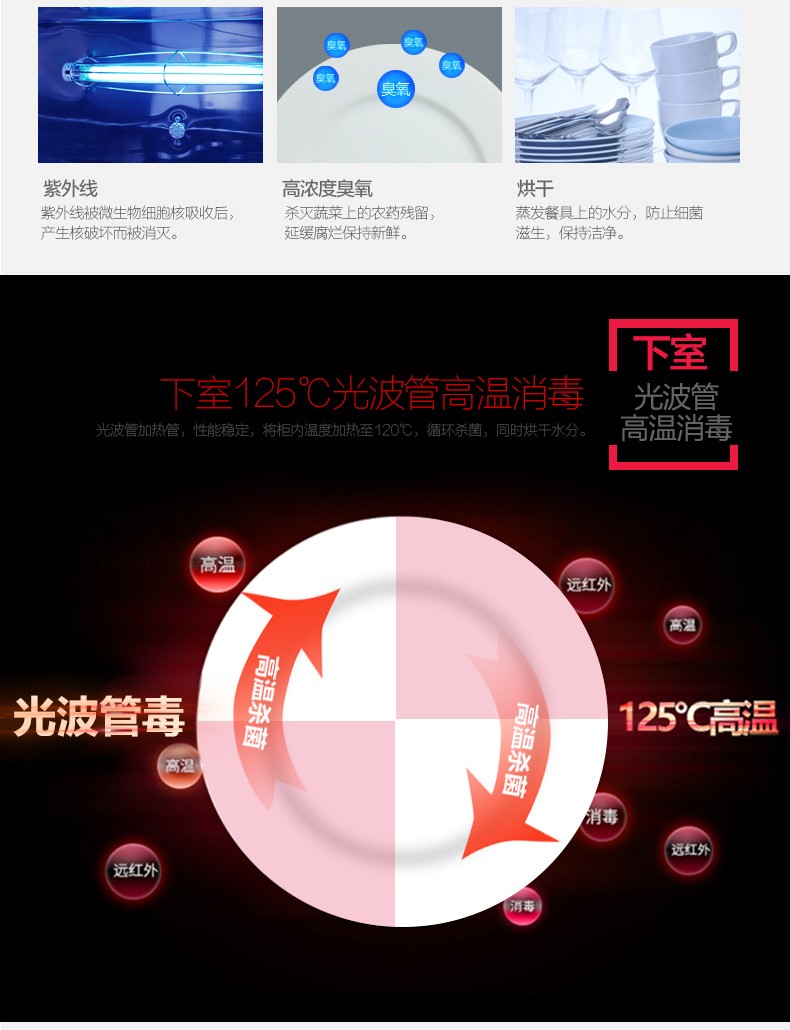 臭氧
臭氧
臭氧
臭氧
臭氧
紫外线
紫外线被微生物细胞核吸收后，
产生核破坏而被消灭。
高浓度臭氧
杀灭蔬菜上的农药残留，
延缓腐烂保持新鲜。
烘干
蒸发餐具上的水分，防止细菌
滋生，保持洁净。
下室
光波管
高温消毒
下室125℃光波管高温消毒
光波管加热管，性能稳定，将柜内温度加热至120℃，循环杀菌，同时烘干水分。
高温
远红外
高温
高温杀菌
光波管毒
高温杀菌
125℃高温
高温
消毒
远红外
远红外
消毒